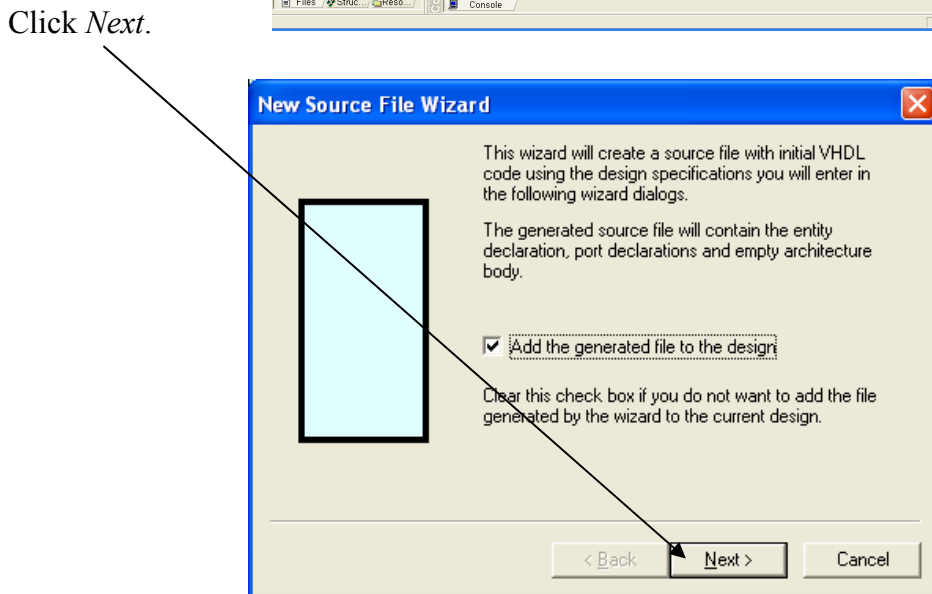 Files Struc... Reso... Console
Click Next.
New Source File Wizard
This wizard will create a source file with initial VHDL
code using the design specifications you will enter in
the following wizard dialogs.
The generated source file will contain the entity
declaration, port declarations and empty architecture
body.
Add the generated file to the design
Clear this check box if you do not want to add the file
generated by the wizard to the current design.
< Back Next > Cancel